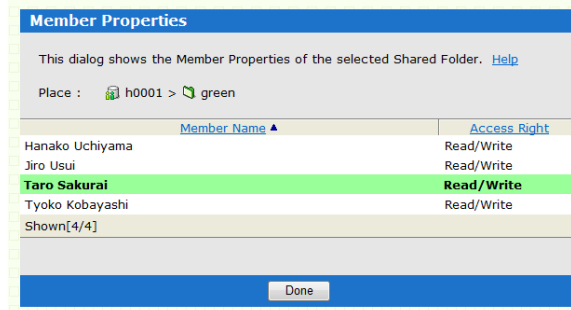 Member Properties
This dialog shows the Member Properties of the selected Shared Folder. Help
Place : h0001 > green
Member Name Access Right
Hanako Uchiyama Read/Write
Jiro Usui Read/Write
Taro Sakurai Read/Write
Tyoko Kobayashi Read/Write
Shown[4/4]
Done